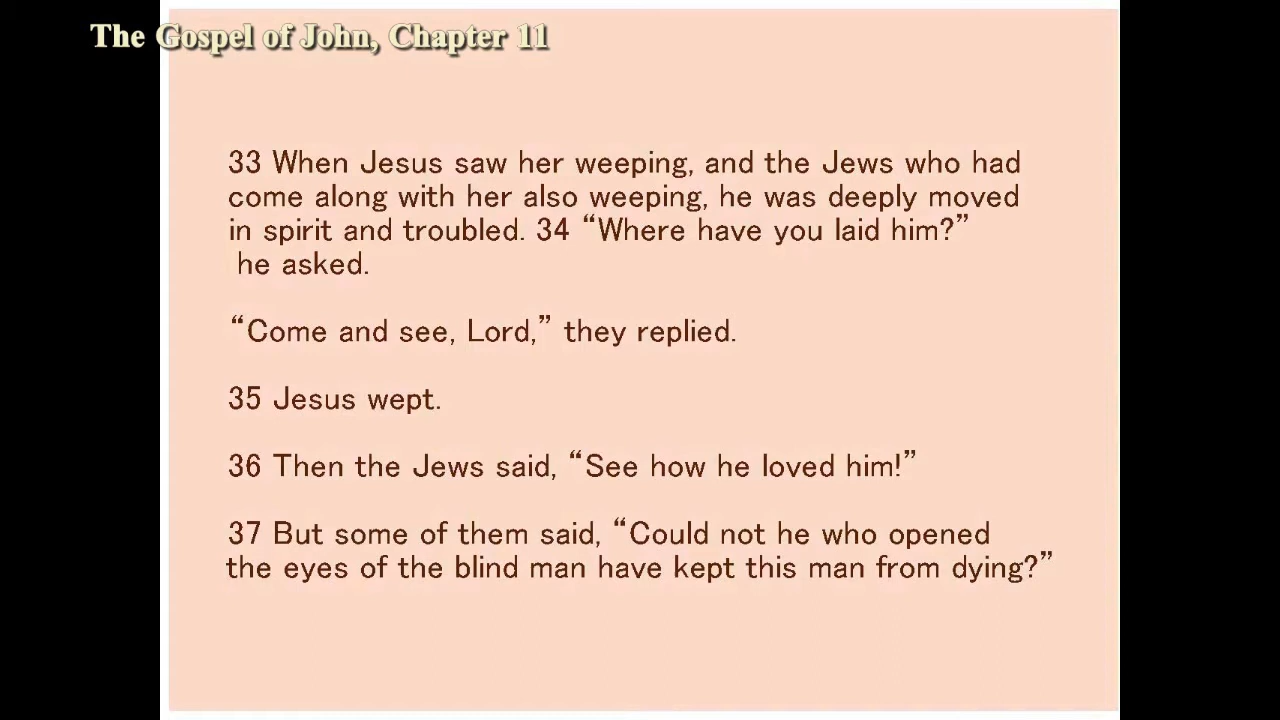 The Gospel of John, Chapter 11
33 When Jesus saw her weeping, and the Jews who had
come along with her also weeping, he was deeply moved
in spirit and troubled. 34 “Where have you laid him?”
he asked.
“Come and see, Lord,” they replied.
35 Jesus wept.
36 Then the Jews said, “See how he loved him!”
37 But some of them said, “Could not he who opened
the eyes of the blind man have kept this man from dying?”